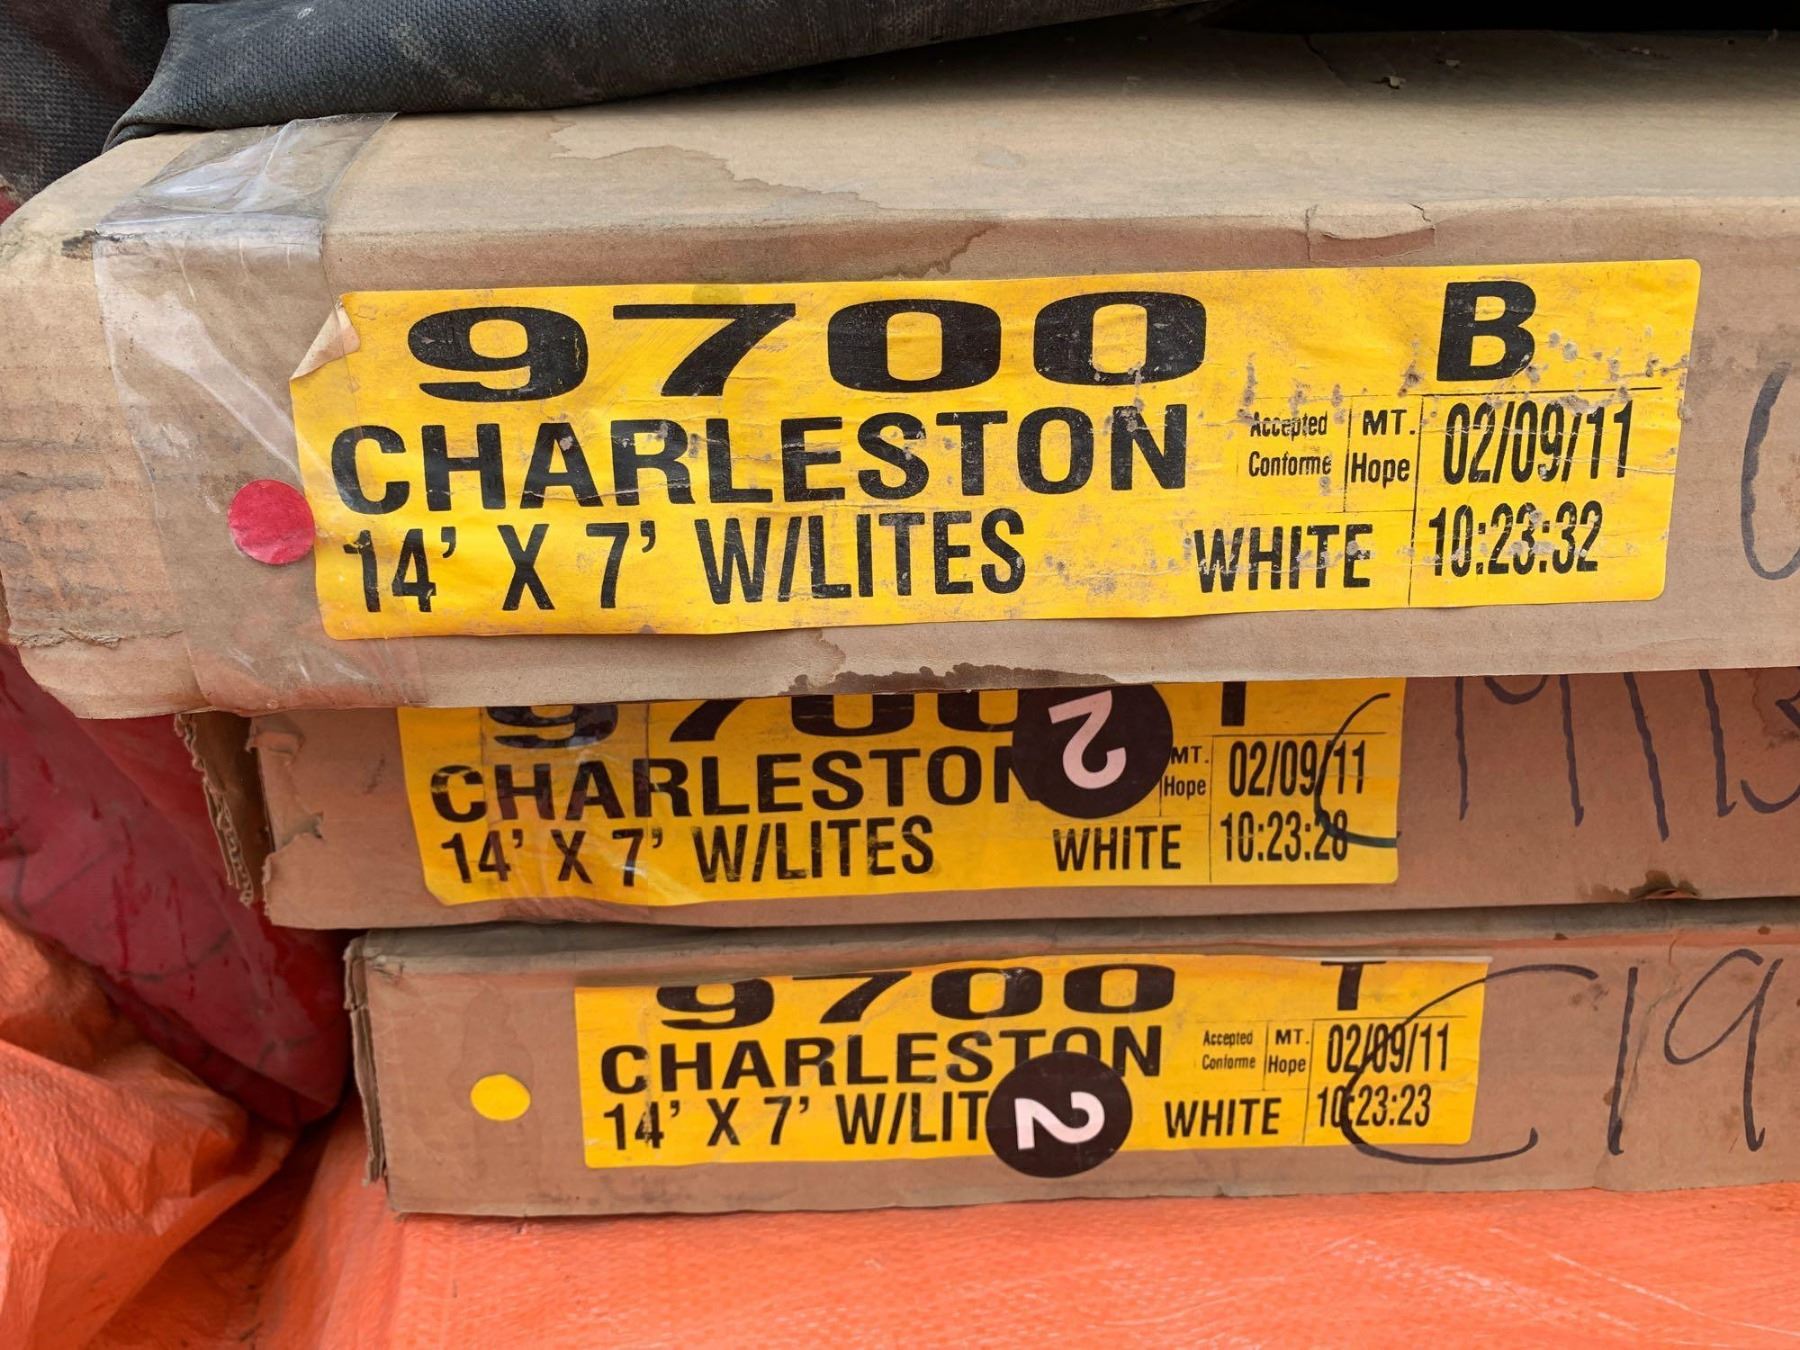 9700 B
CHARLESTON Accepted Conforme MT. Hope 02/09/11
14' X 7' W/LITES WHITE 10:23:32
9700 2 T
CHARLESTON MT. Hope 02/09/11
14' X 7' W/LITES WHITE 10:23:28
9700 T
CHARLESTON Accepted Conforme MT. Hope 02/09/11
14' X 7' W/LIT 2 WHITE 10:23:23
C19